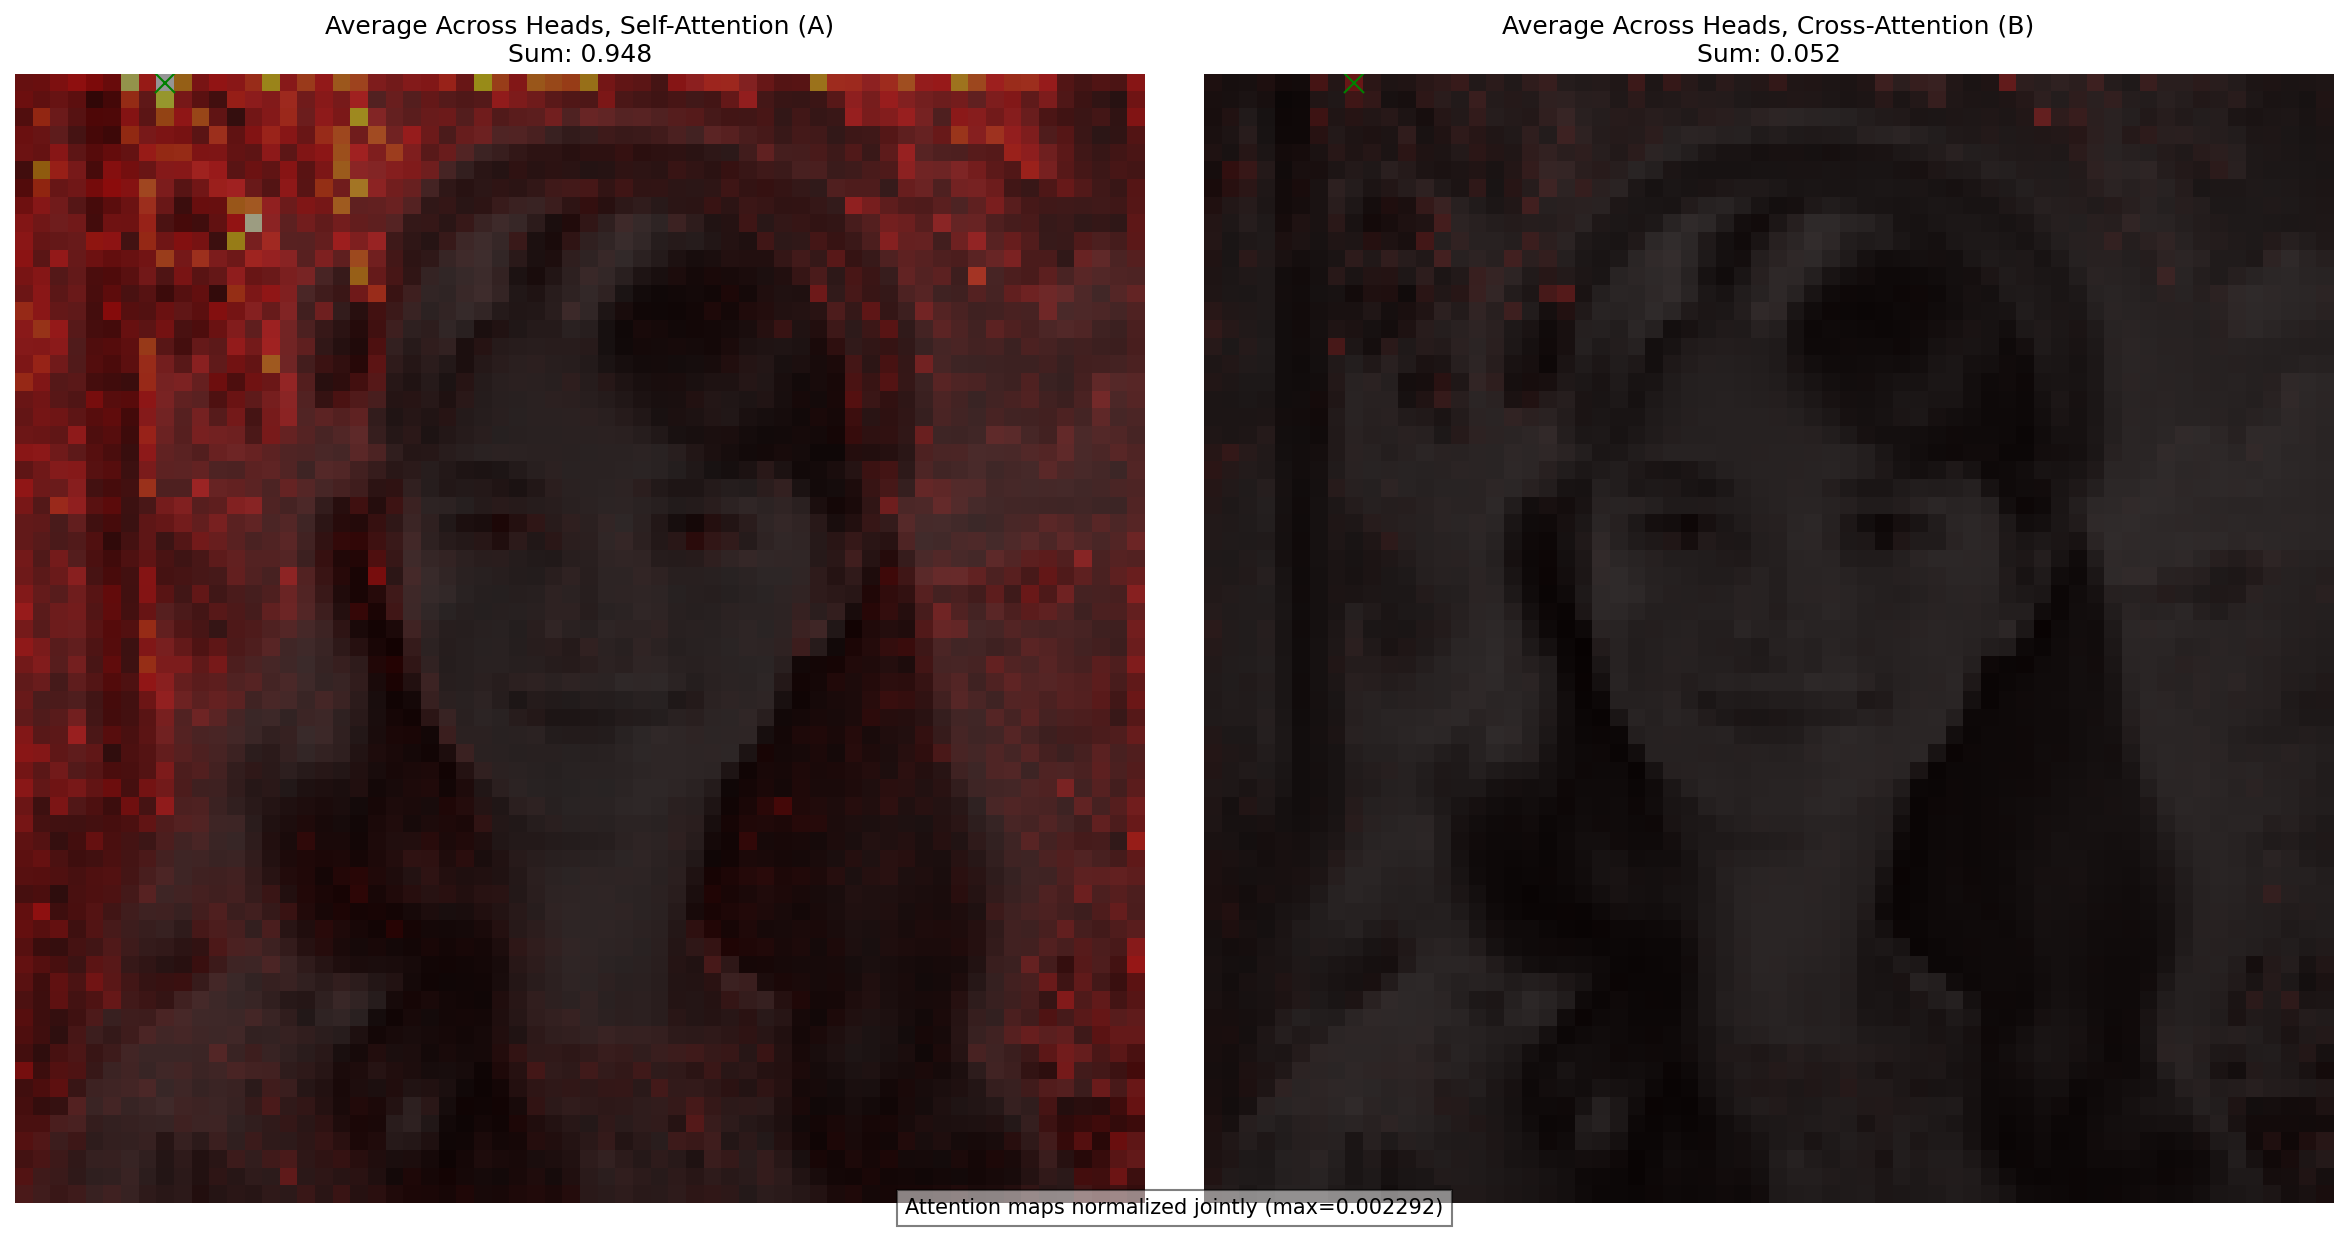 Average Across Heads, Self-Attention (A)
Sum: 0.948
Average Across Heads, Cross-Attention (B)
Sum: 0.052
Attention maps normalized jointly (max=0.002292)